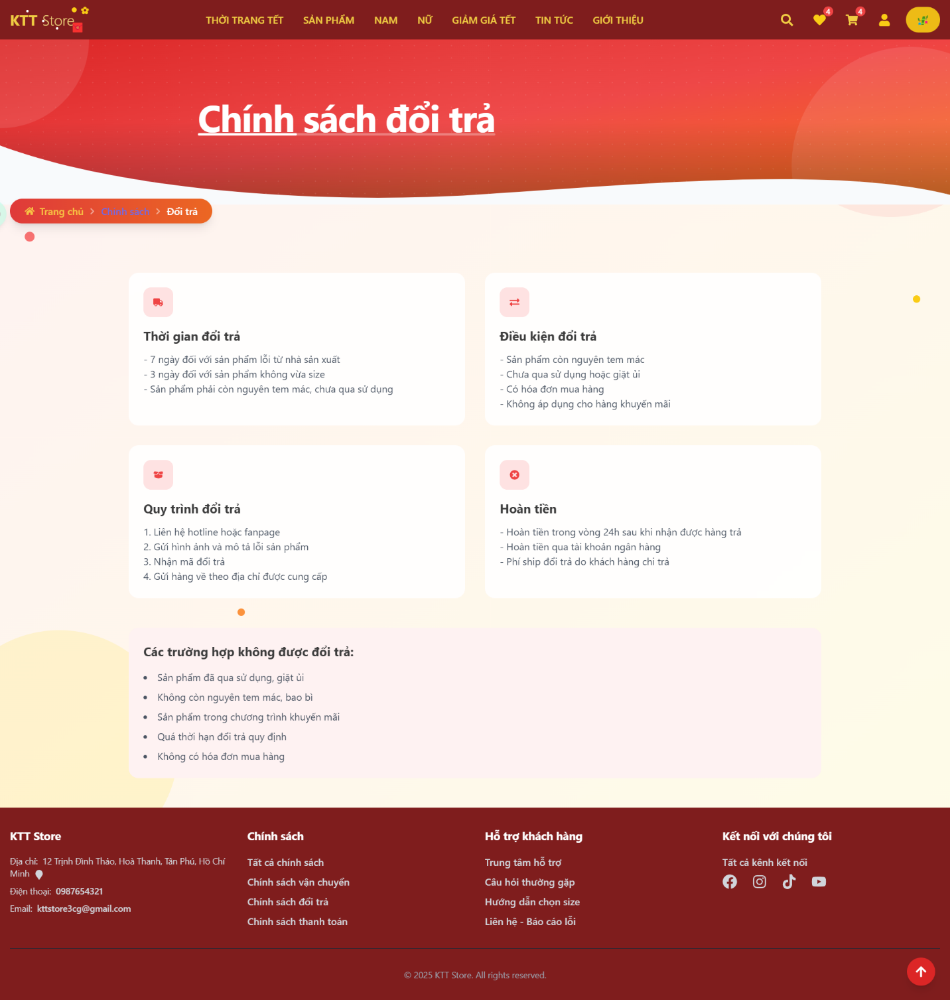 KTT Store
THỜI TRANG TẾT
SẢN PHẨM
NAM
NỮ
GIẢM GIÁ TẾT
TIN TỨC
GIỚI THIỆU
4
4
Chính sách đổi trả
Trang chủ
Chính sách
Đổi trả
Thời gian đổi trả
- 7 ngày đối với sản phẩm lỗi từ nhà sản xuất
- 3 ngày đối với sản phẩm không vừa size
- Sản phẩm phải còn nguyên tem mác, chưa qua sử dụng
Điều kiện đổi trả
- Sản phẩm còn nguyên tem mác
- Chưa qua sử dụng hoặc giặt ủi
- Có hóa đơn mua hàng
- Không áp dụng cho hàng khuyến mãi
Quy trình đổi trả
1. Liên hệ hotline hoặc fanpage
2. Gửi hình ảnh và mô tả lỗi sản phẩm
3. Nhận mã đổi trả
4. Gửi hàng về theo địa chỉ được cung cấp
Hoàn tiền
- Hoàn tiền trong vòng 24h sau khi nhận được hàng trả
- Hoàn tiền qua tài khoản ngân hàng
- Phí ship đổi trả do khách hàng chi trả
Các trường hợp không được đổi trả:
• Sản phẩm đã qua sử dụng, giặt ủi
• Không còn nguyên tem mác, bao bì
• Sản phẩm trong chương trình khuyến mãi
• Quá thời hạn đổi trả quy định
• Không có hóa đơn mua hàng
KTT Store
Địa chỉ: 12 Trịnh Đình Thảo, Hoà Thanh, Tân Phú, Hồ Chí
Minh
Điện thoại: 0987654321
Email: kttstore3cg@gmail.com
Chính sách
Tất cả chính sách
Chính sách vận chuyển
Chính sách đổi trả
Chính sách thanh toán
Hỗ trợ khách hàng
Trung tâm hỗ trợ
Câu hỏi thường gặp
Hướng dẫn chọn size
Liên hệ - Báo cáo lỗi
Kết nối với chúng tôi
Tất cả kênh kết nối
© 2025 KTT Store. All rights reserved.